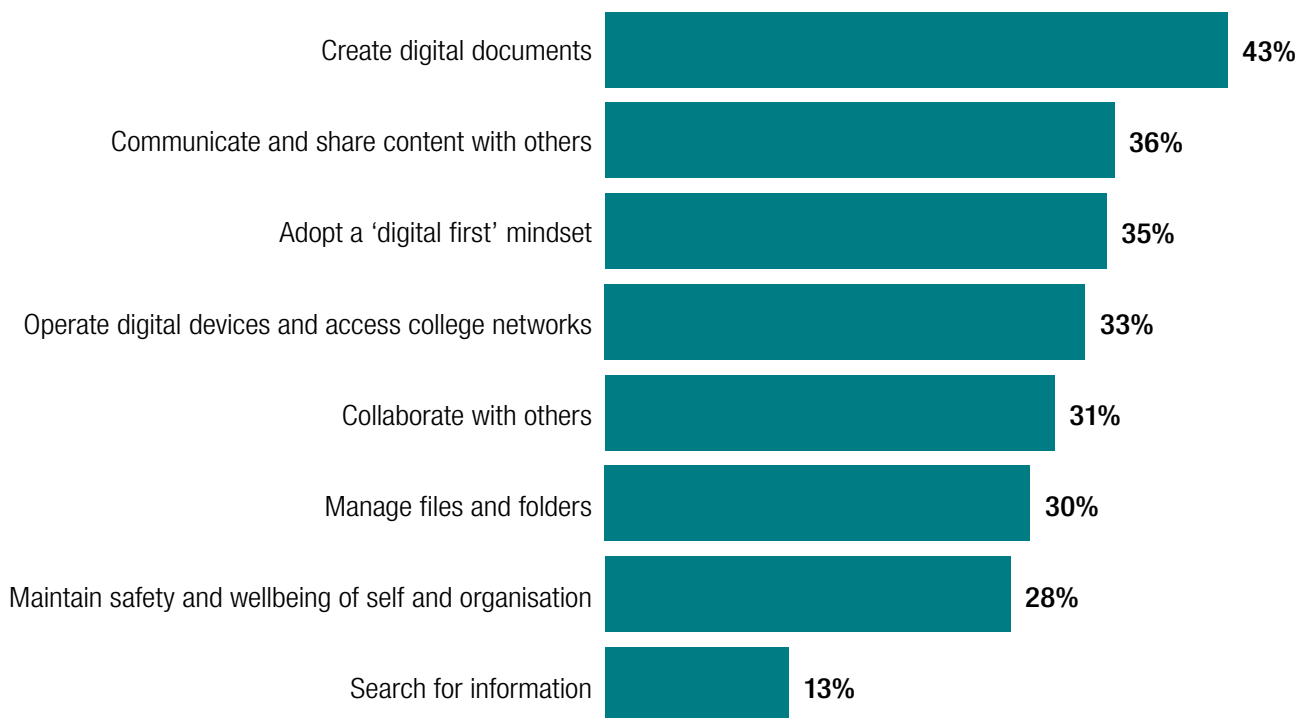 Create digital documents 43%
Communicate and share content with others 36%
Adopt a ‘digital first’ mindset 35%
Operate digital devices and access college networks 33%
Collaborate with others 31%
Manage files and folders 30%
Maintain safety and wellbeing of self and organisation 28%
Search for information 13%